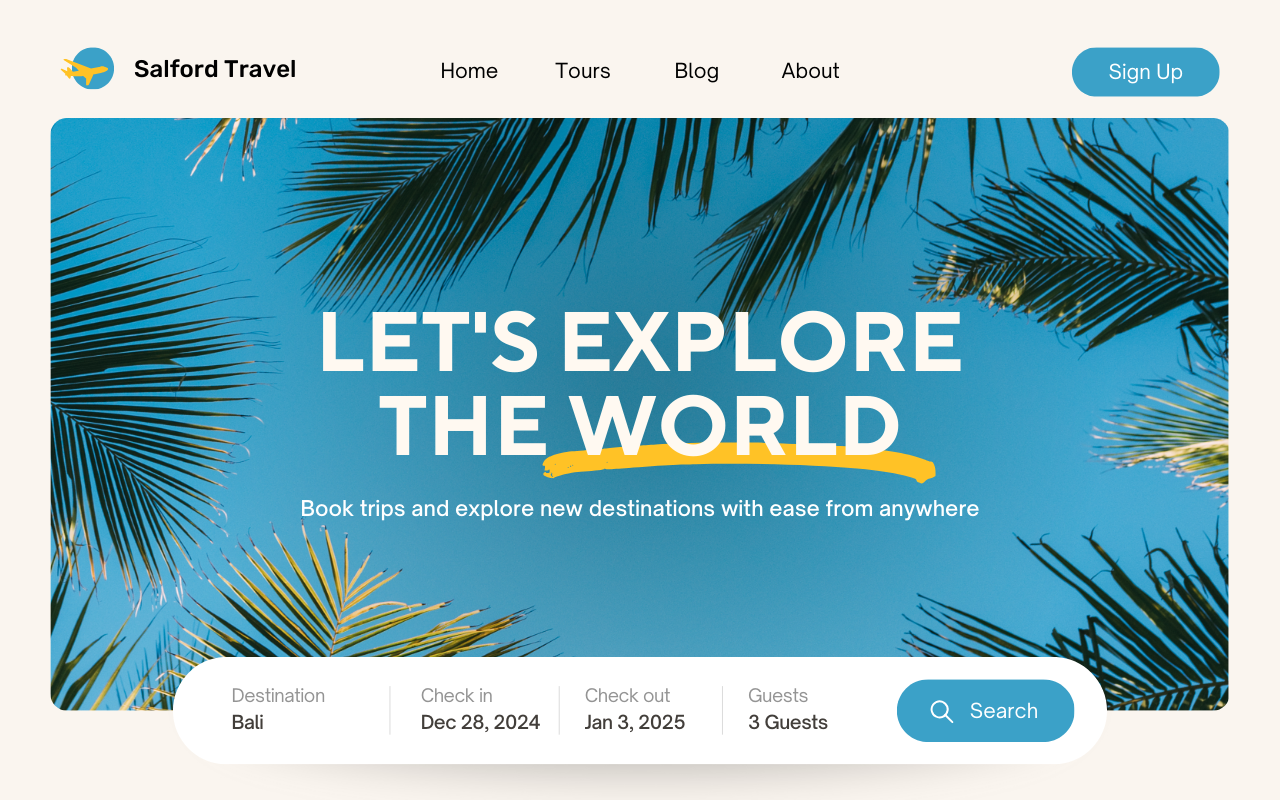 Salford Travel
Home
Tours
Blog
About
Sign Up
LET'S EXPLORE
THE WORLD
Book trips and explore new destinations with ease from anywhere
Destination
Bali
Check in
Dec 28, 2024
Check out
Jan 3, 2025
Guests
3 Guests
Search